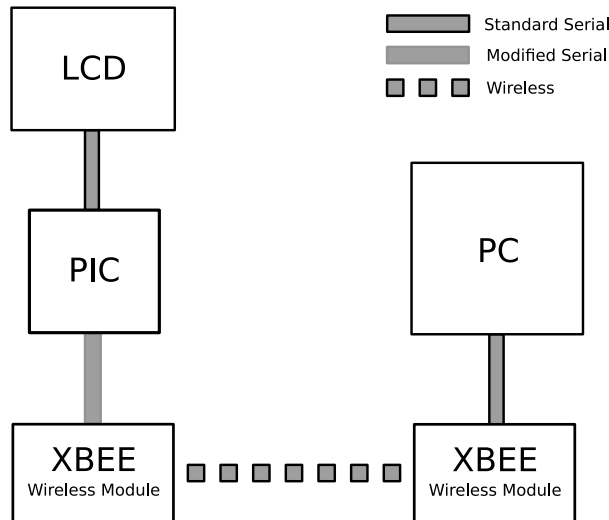 Standard Serial
LCD
Modified Serial
Wireless
PIC
PC
XBEE
Wireless Module
XBEE
Wireless Module